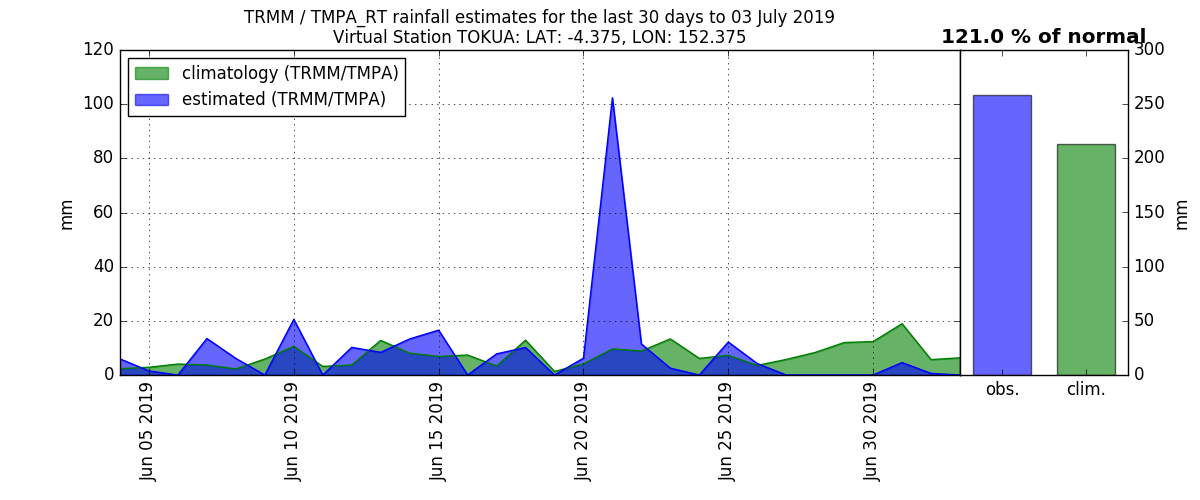 TRMM / TMPA_RT rainfall estimates for the last 30 days to 03 July 2019
Virtual Station TOKUA: LAT: -4.375, LON: 152.375
121.0 % of normal
climatology (TRMM/TMPA)
estimated (TRMM/TMPA)
120
100
80
60
40
20
0
mm
Jun 05 2019
Jun 10 2019
Jun 15 2019
Jun 20 2019
Jun 25 2019
Jun 30 2019
300
250
200
150
100
50
0
mm
obs.
clim.